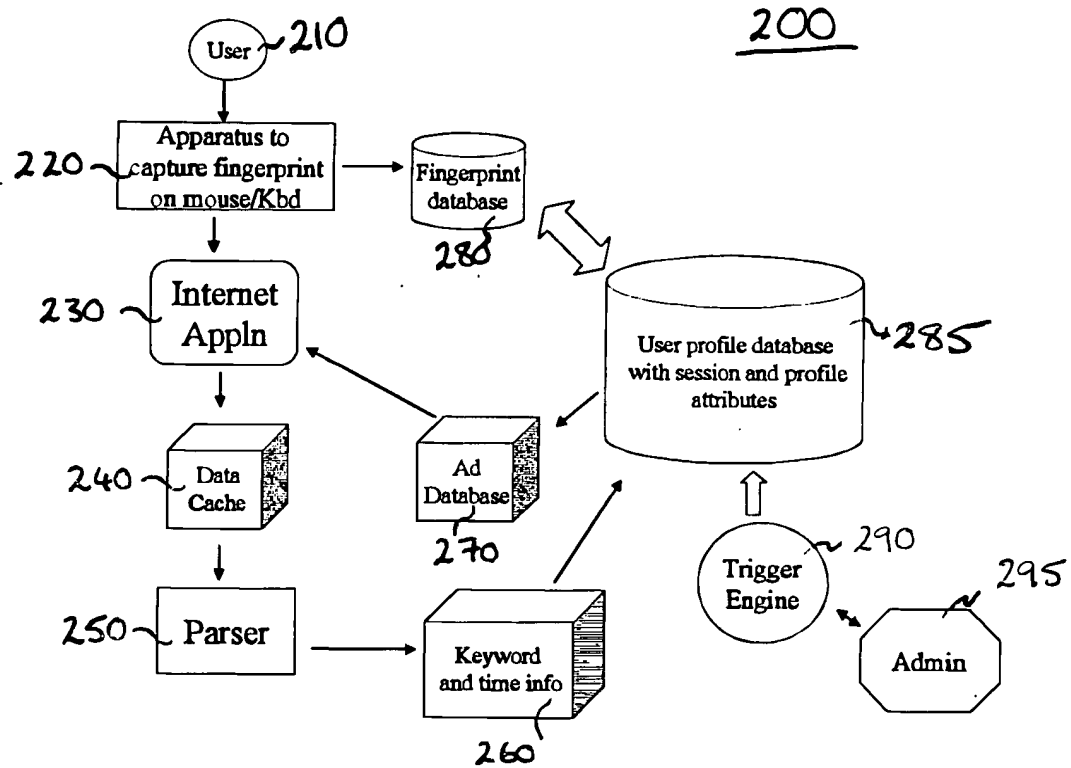 200
User
210
Apparatus to
capture fingerprint
on mouse/Kbd
220
Fingerprint
database
280
Internet
Appln
230
User profile database
with session and profile
attributes
285
Data
Cache
240
Ad
Database
270
Trigger
Engine
290
295
Admin
Parser
250
Keyword
and time info
260